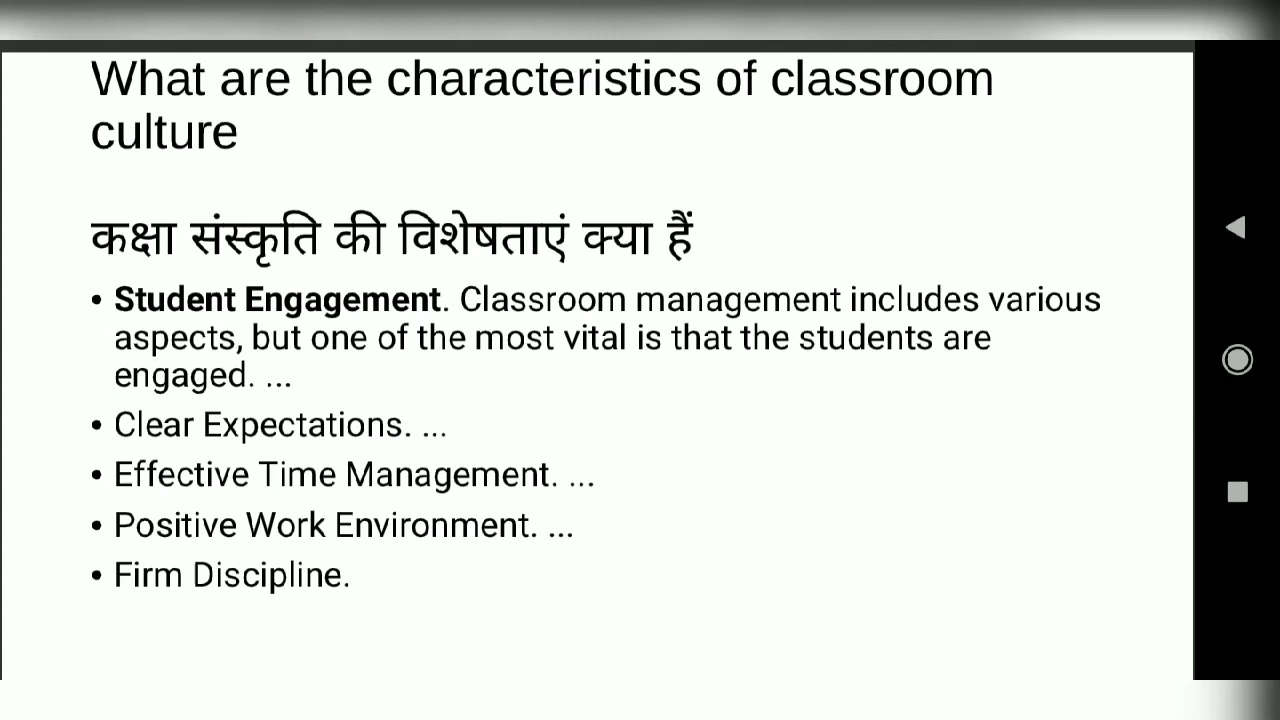 What are the characteristics of classroom
culture
कक्षा संस्कृति की विशेषताएं क्या हैं
• Student Engagement. Classroom management includes various
aspects, but one of the most vital is that the students are
engaged. ...
• Clear Expectations. ...
• Effective Time Management. ...
• Positive Work Environment. ...
• Firm Discipline.